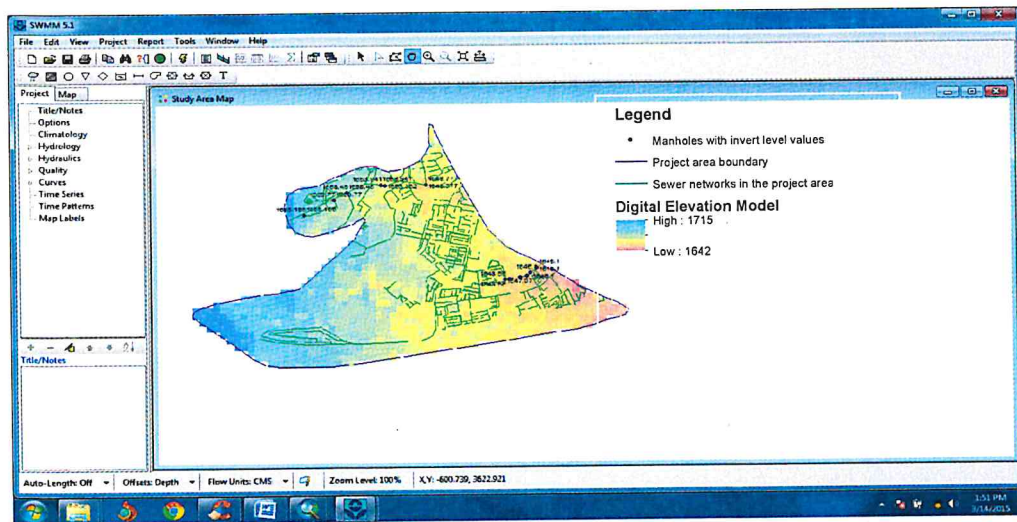 SWMM 5.1
File Edit View Project Report Tools Window Help
Project Map
Title/Notes
Options
Climatology
Hydrology
Hydraulics
Quality
Curves
Time Series
Time Patterns
Map Labels
Title/Notes
Study Area Map
Legend
Manholes with invert level values
Project area boundary
Sewer networks in the project area
Digital Elevation Model
High : 1715
Low : 1642
Auto-Length: Off Offsets: Depth Flow Units: CMS Zoom Level: 100% X,Y: -600.739, 3622.921
1:51 PM
3/14/2015